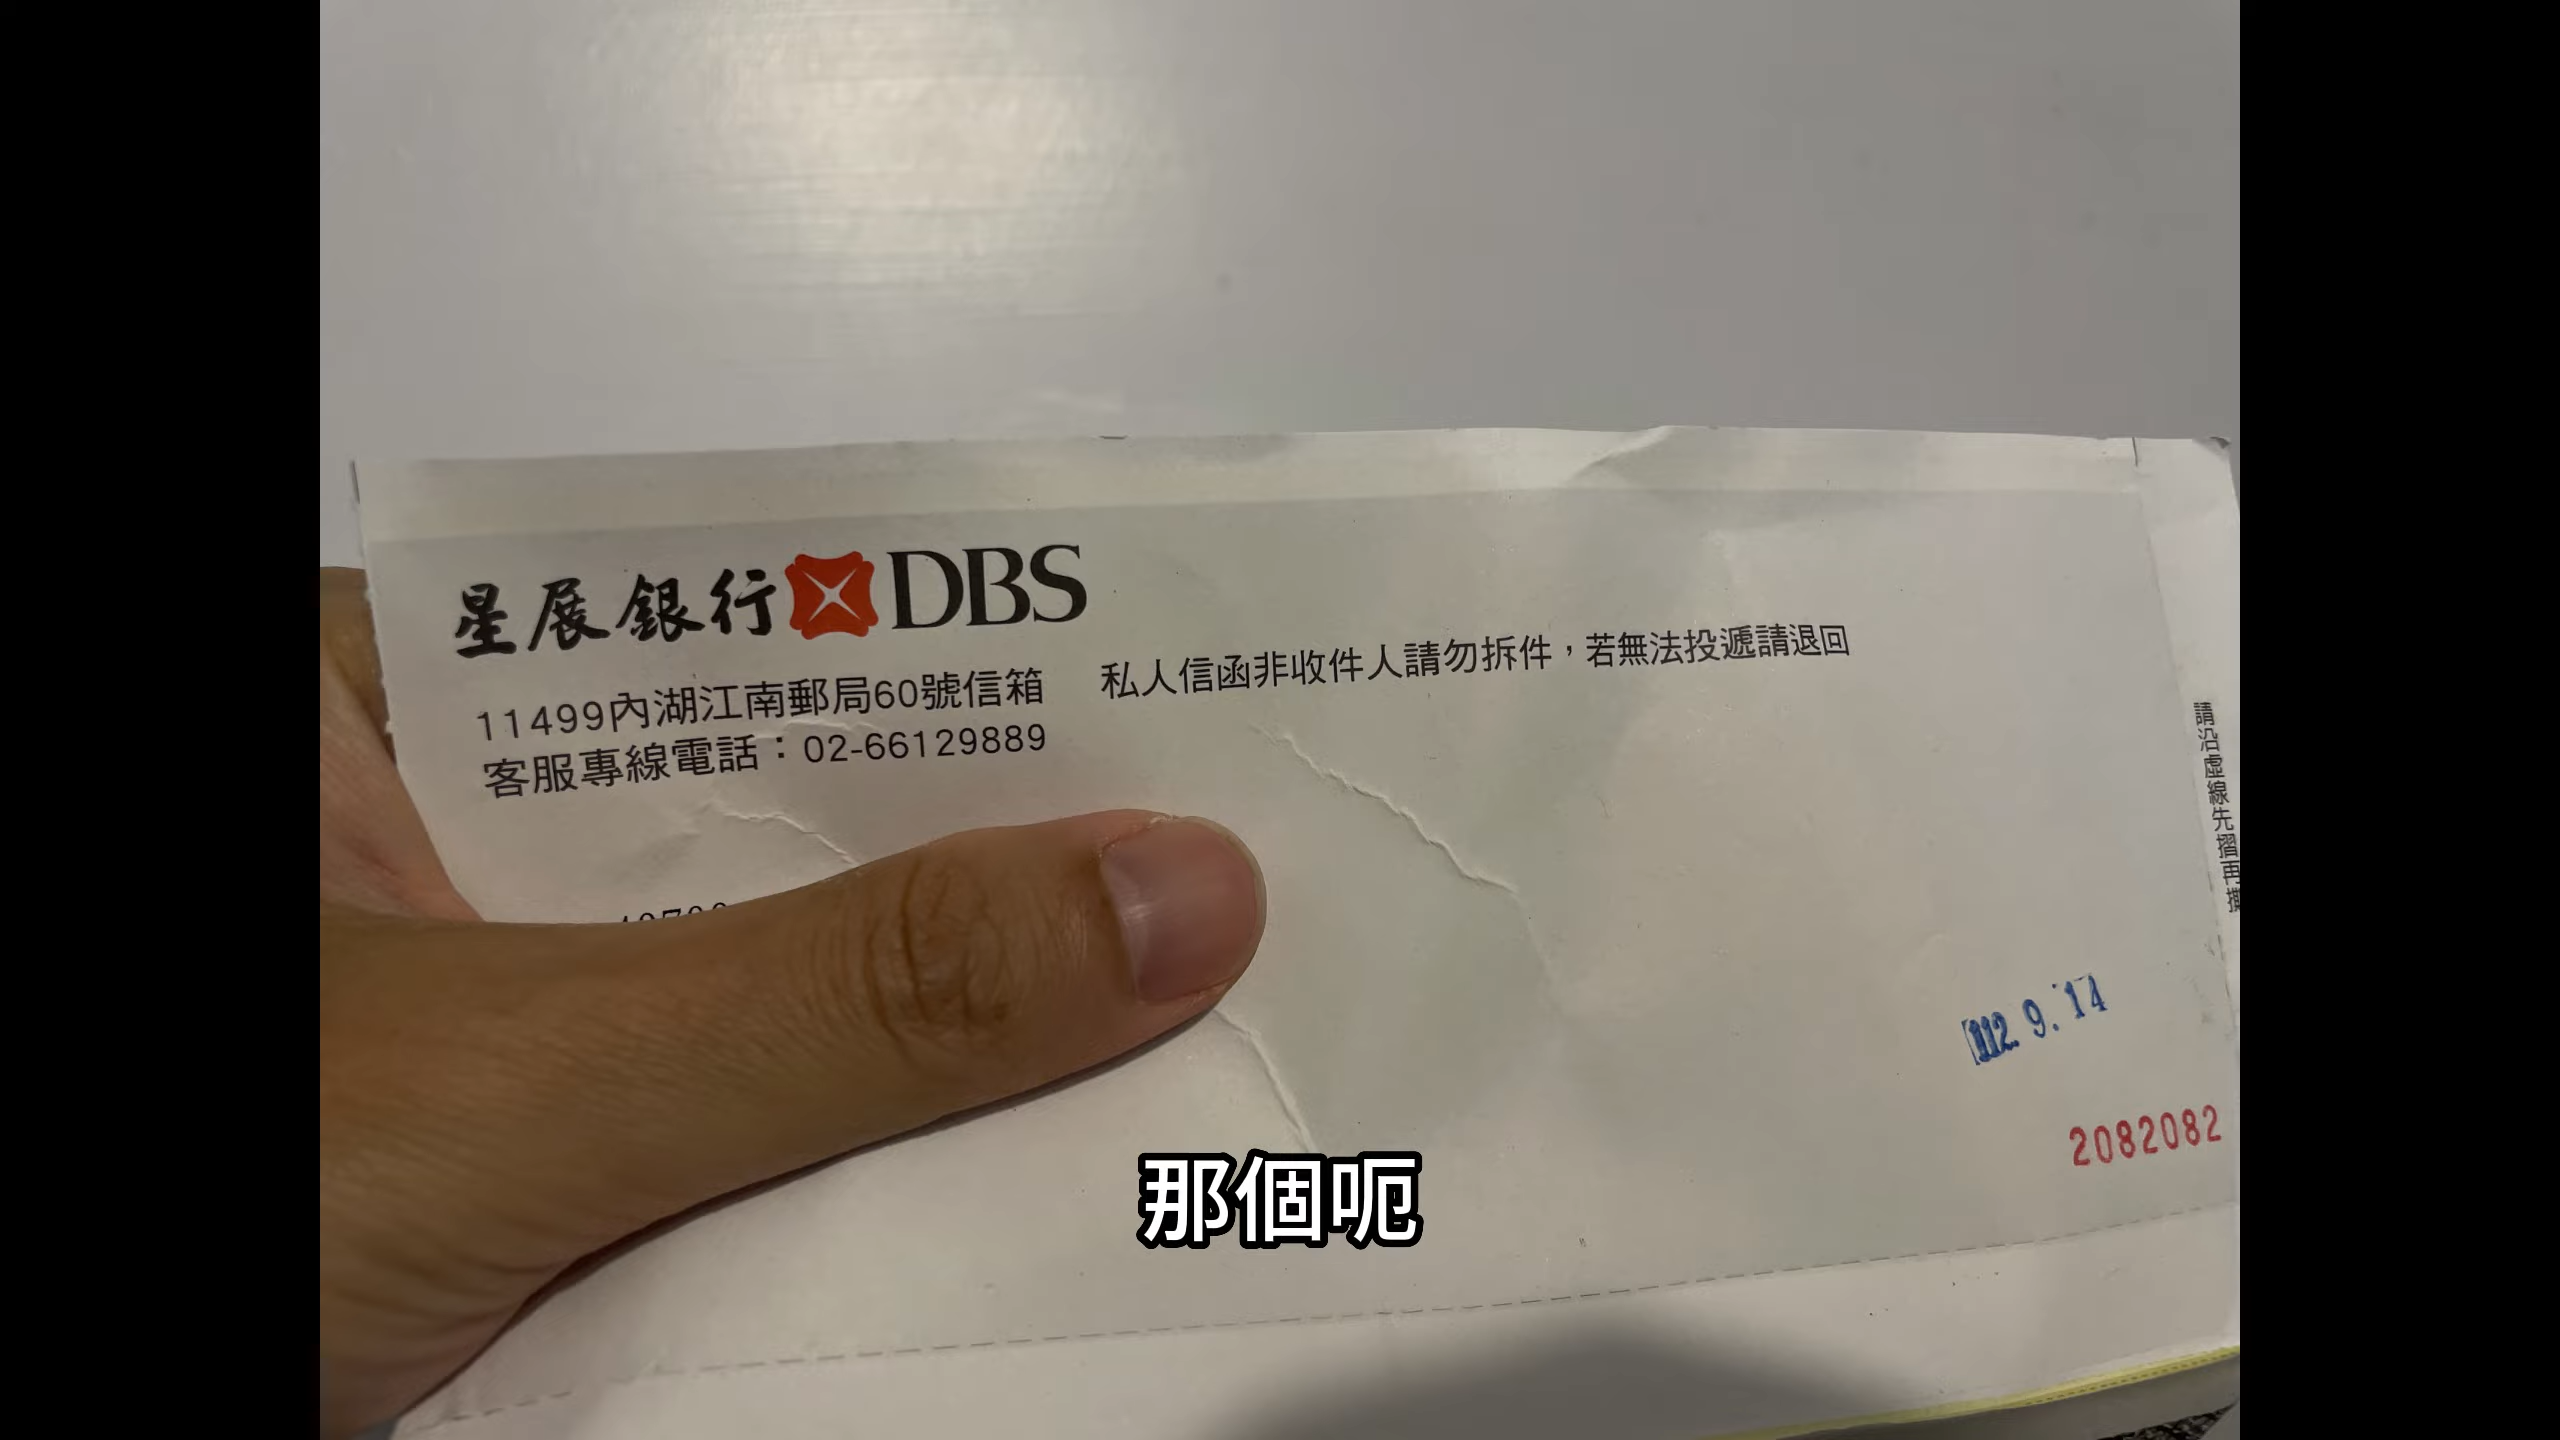 星展銀行 DBS
11499內湖江南郵局60號信箱
私人信函非收件人請勿拆件，若無法投遞請退回
客服專線電話：02-66129889
請沿虛線先摺再撕
112. 9. 14
2082082
那個呃